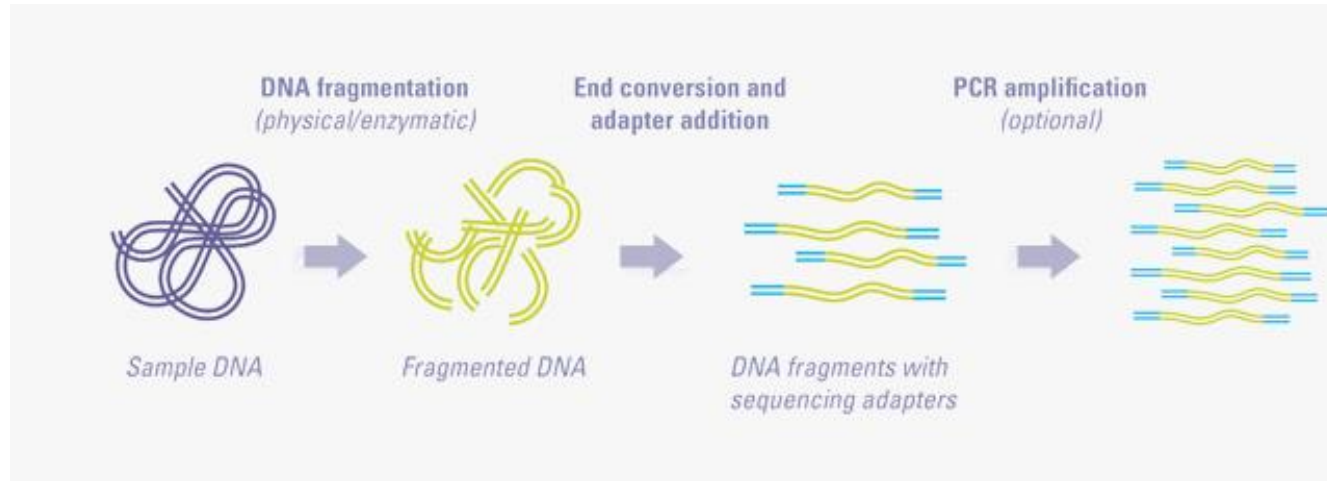 DNA fragmentation
(physical/enzymatic)
End conversion and
adapter addition
PCR amplification
(optional)
Sample DNA
Fragmented DNA
DNA fragments with
sequencing adapters